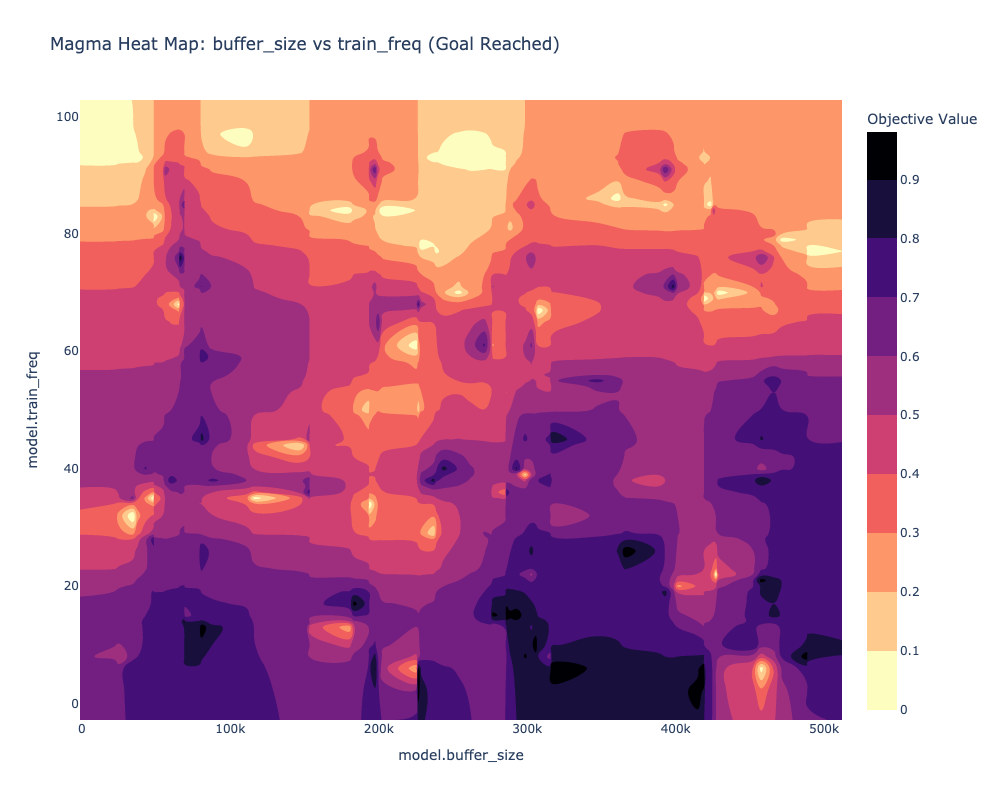 Magma Heat Map: buffer_size vs train_freq (Goal Reached)
Objective Value
0.9
0.8
0.7
0.6
0.5
0.4
0.3
0.2
0.1
0
model.train_freq
100
80
60
40
20
0
0
100k
200k
300k
400k
500k
model.buffer_size